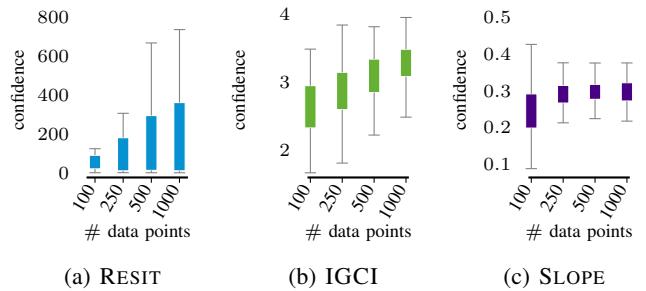 confidence
800
600
400
200
0
100
250
500
1000
# data points
(a) RESIT
confidence
4
3
2
100
250
500
1000
# data points
(b) IGCI
confidence
0.5
0.4
0.3
0.2
0.1
100
250
500
1000
# data points
(c) SLOPE